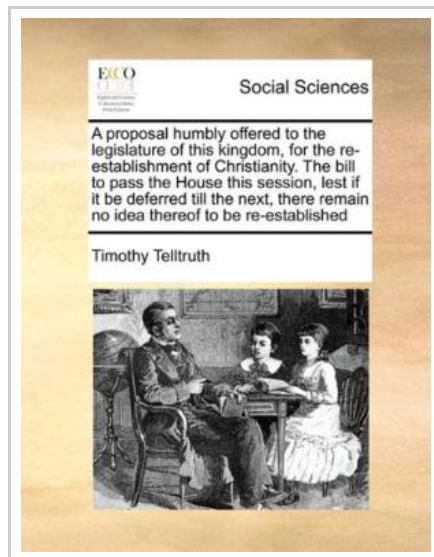 ECCO
Social Sciences
A proposal humbly offered to the
legislature of this kingdom, for the re-
establishment of Christianity. The bill
to pass the House this session, lest if
it be deferred till the next, there remain
no idea thereof to be re-established
Timothy Telltruth